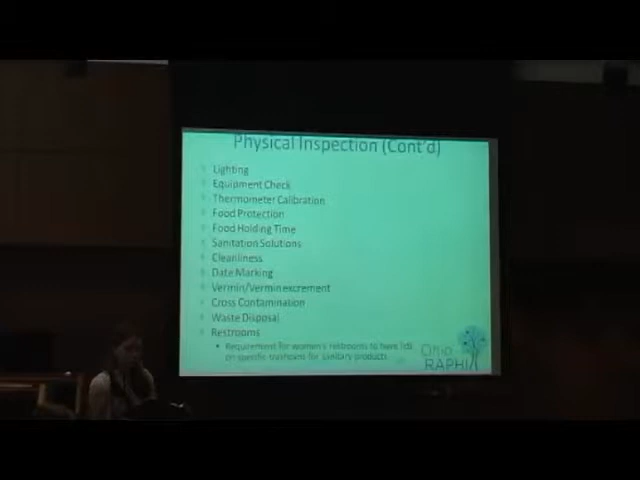 Physical Inspection (Cont'd)
Lighting
Equipment Check
Thermometer Calibration
Food Protection
Food Holding Time
Sanitation Solutions
Cleanliness
Date Marking
Vermin/Vermin excrement
Cross Contamination
Waste Disposal
Restrooms
Requirement for women's restrooms to have lids
on specific trashcans for sanitary products
Ohio
RAPHI